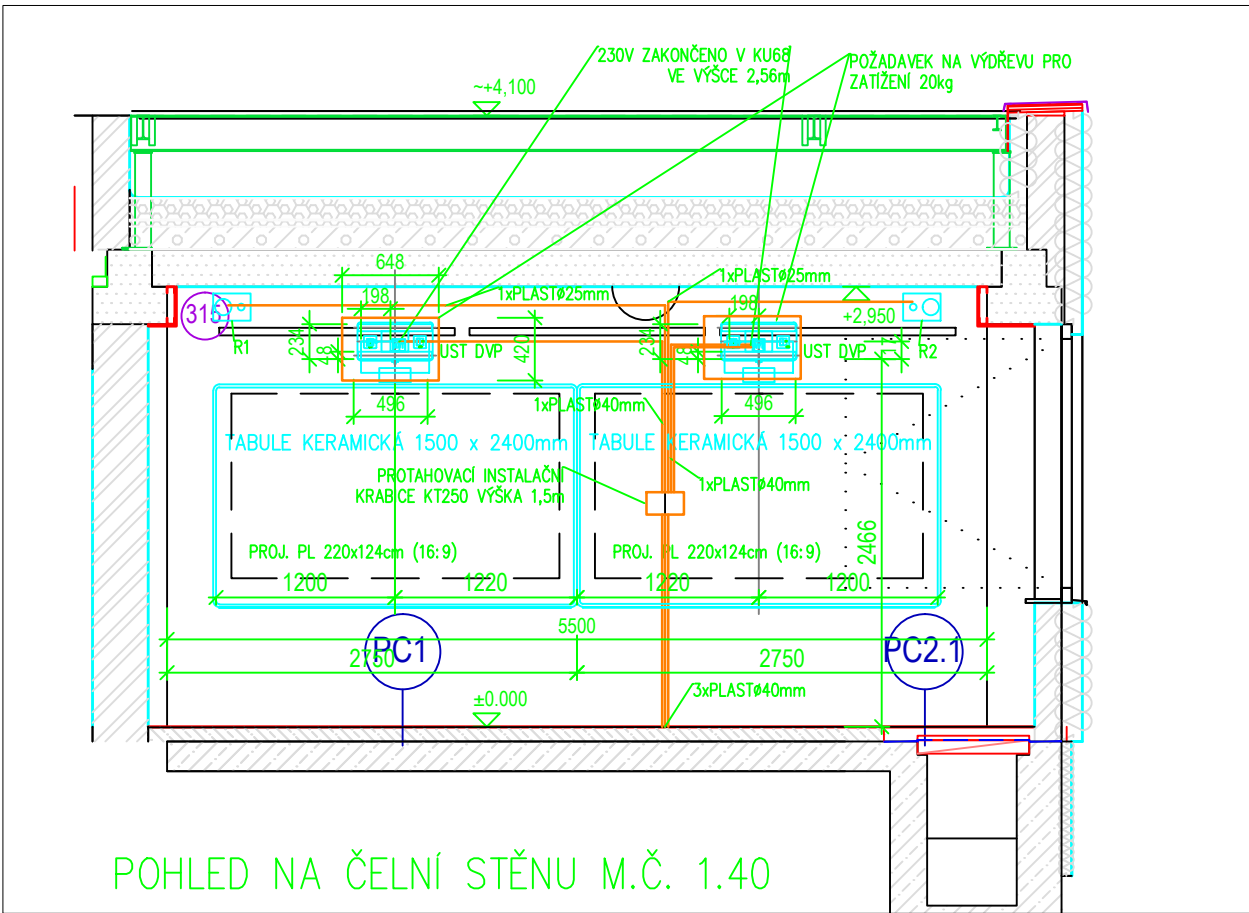 230V ZAKONČENO V KU68
VE VÝŠCE 2,56m
POŽADAVEK NA VÝDŘEVU PRO
ZATÍŽENÍ 20kg
~+4,100
648
198
1xPLASTø25mm
1xPLASTø25mm
198
+2,950
315
R1
234
48
UST DVP
420
234
48
UST DVP
117
R2
496
1xPLASTø40mm
496
TABULE KERAMICKÁ 1500 x 2400mm
TABULE KERAMICKÁ 1500 x 2400mm
PROTAHOVACÍ INSTALAČNÍ
KRABICE KT250 VÝŠKA 1,5m
1xPLASTø40mm
2466
PROJ. PL 220x124cm (16:9)
PROJ. PL 220x124cm (16:9)
1200
1220
1220
1200
5500
PC1
PC2.1
2750
2750
±0.000
3xPLASTø40mm
POHLED NA ČELNÍ STĚNU M.Č. 1.40